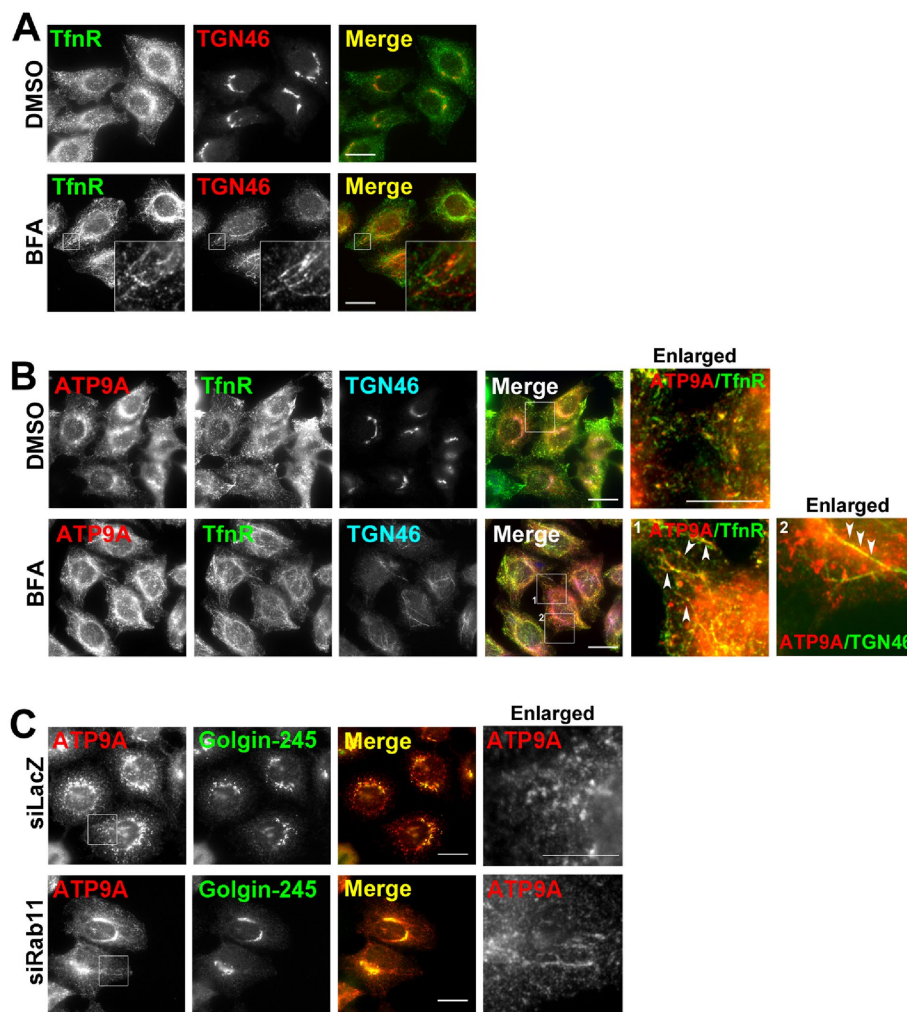 A
DMSO
TfnR
TGN46
Merge
BFA
TfnR
TGN46
Merge
B
Enlarged
DMSO
ATP9A
TfnR
TGN46
Merge
ATP9A/TfnR
Enlarged
BFA
ATP9A
TfnR
TGN46
Merge
1
2
1
ATP9A/TfnR
2
ATP9A/TGN46
C
Enlarged
siLacZ
ATP9A
Golgin-245
Merge
ATP9A
siRab11
ATP9A
Golgin-245
Merge
ATP9A